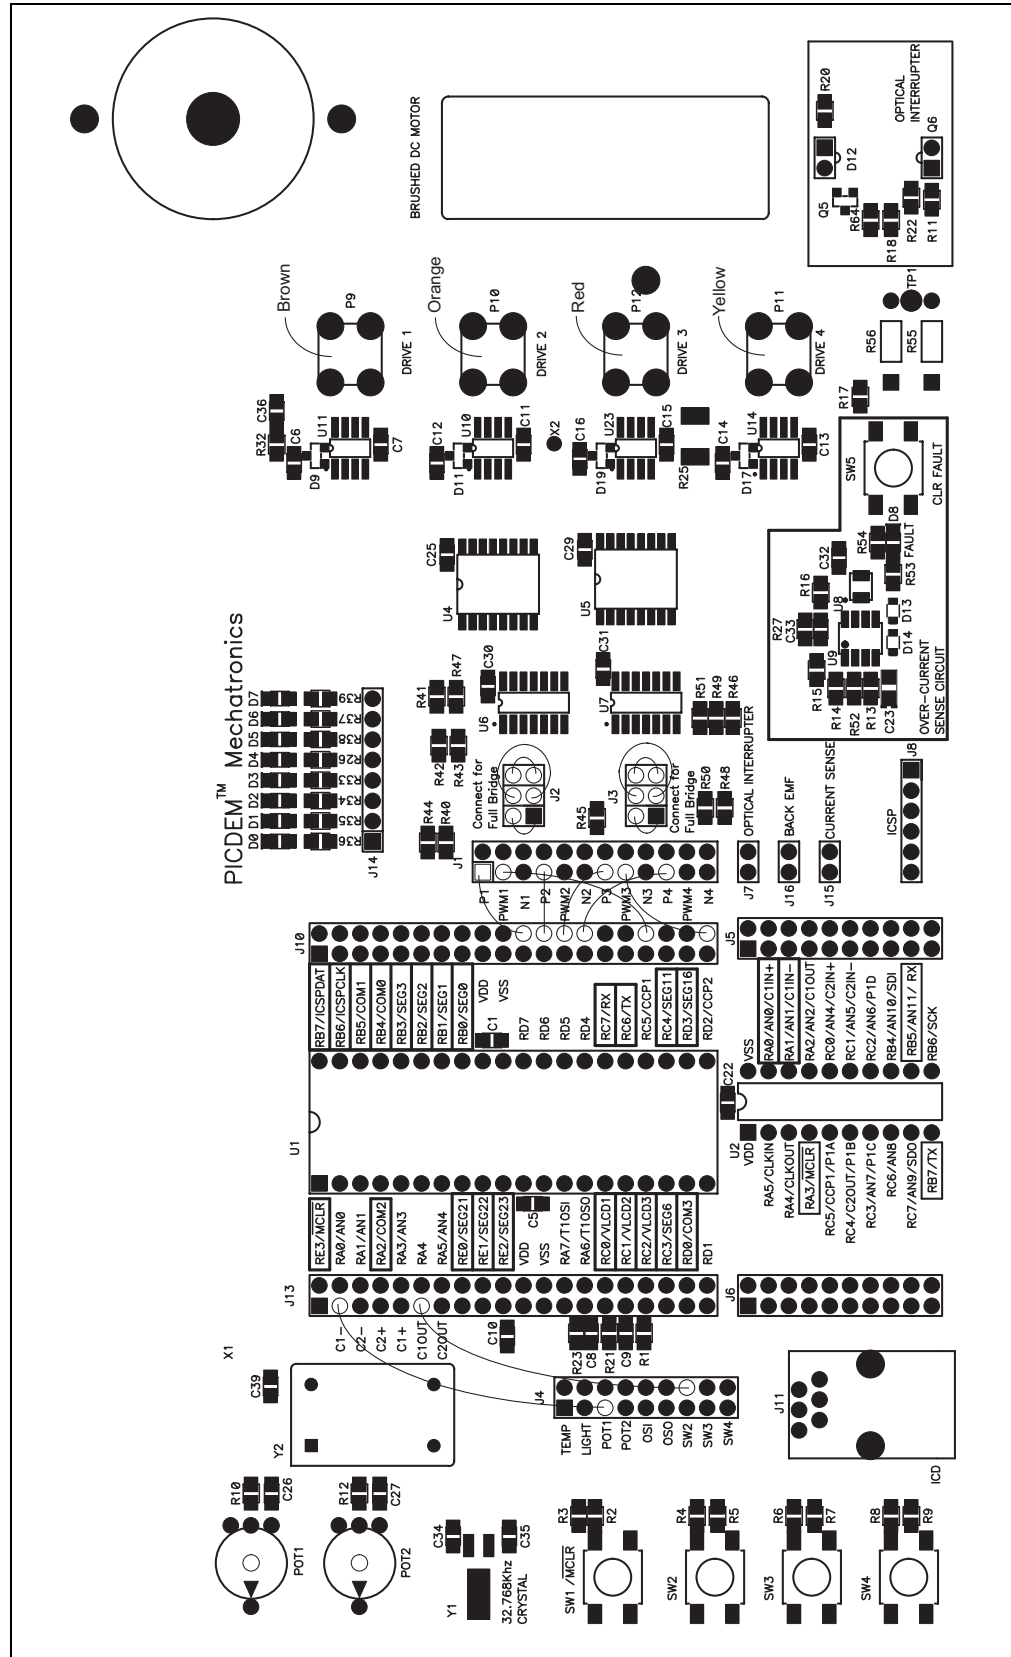 R20
OPTICAL
INTERRUPTER
Q6
D12
Q5
R64
R18
R22
R11
BRUSHED DC MOTOR
Brown
Orange
Red
Yellow
P9
P10
P12
P11
DRIVE 1
DRIVE 2
DRIVE 3
DRIVE 4
TP1
R56
R55
R17
C36
R32
C6
U11
D9
C7
C12
U10
C11
D11
X2
C16
U23
C15
D19
R25
C14
U14
D17
C13
SW5
CLR FAULT
D8
R54
FAULT
R53
C32
R16
U8
R27
C33
D13
D14
U9
R15
R14
R52
R13
C23
OVER-CURRENT
SENSE CIRCUIT
C25
U4
C29
U5
PICDEM™ Mechatronics
D7
D6
D5
D4
D3
D2
D1
D0
R39
R37
R38
R26
R33
R34
R35
R36
J14
R41
R47
C30
U6
C31
U7
R51
R49
R46
R42
R43
R44
R40
Connect for
Full Bridge
J2
R45
J3
Connect for
Full Bridge
R50
R48
J1
P1
PWM1
N1
P2
PWM2
N2
P3
PWM3
N3
P4
PWM4
N4
J7
OPTICAL INTERRUPTER
J16
BACK EMF
J15
CURRENT SENSE
J8
ICSP
J10
RB7/ICSPDAT
RB6/ICSPCLK
RB5/COM1
RB4/COM0
RB3/SEG3
RB2/SEG2
RB1/SEG1
RB0/SEG0
VDD
VSS
RD7
RD6
RD5
RD4
RC7/RX
RC6/TX
RC5/CCP1
RC4/SEG11
RD3/SEG16
RD2/CCP2
C1
U1
C5
RE3/MCLR
RA0/AN0
RA1/AN1
RA2/COM2
RA3/AN3
RA4
RA5/AN4
RE0/SEG21
RE1/SEG22
RE2/SEG23
VDD
VSS
RA7/T1OSI
RA6/T1OSO
RC0/VLCD1
RC1/VLCD2
RC2/VLCD3
RC3/SEG6
RD0/COM3
RD1
J13
C1-
C2-
C2+
C1+
C1OUT
C2OUT
J5
VSS
RA0/AN0/C1IN+
RA1/AN1/C1IN-
RA2/AN2/C1OUT
RC0/AN4/C2IN+
RC1/AN5/C2IN-
RC2/AN6/P1D
RB4/AN10/SDI
RB5/AN11/ RX
RB6/SCK
C22
U2
VDD
RA5/CLKIN
RA4/CLKOUT
RA3/MCLR
RC5/CCP1/P1A
RC4/C2OUT/P1B
RC3/AN7/P1C
RC6/AN8
RC7/AN9/SDO
RB7/TX
J6
X1
C39
Y2
C10
R23
C8
R21
C9
R1
J4
TEMP
LIGHT
POT1
POT2
OSI
OSO
SW2
SW3
SW4
J11
ICD
R10
C26
POT1
R12
C27
POT2
C34
C35
Y1
32.768Khz
CRYSTAL
R3
R2
SW1 /MCLR
R4
R5
SW2
R6
R7
SW3
R8
R9
SW4